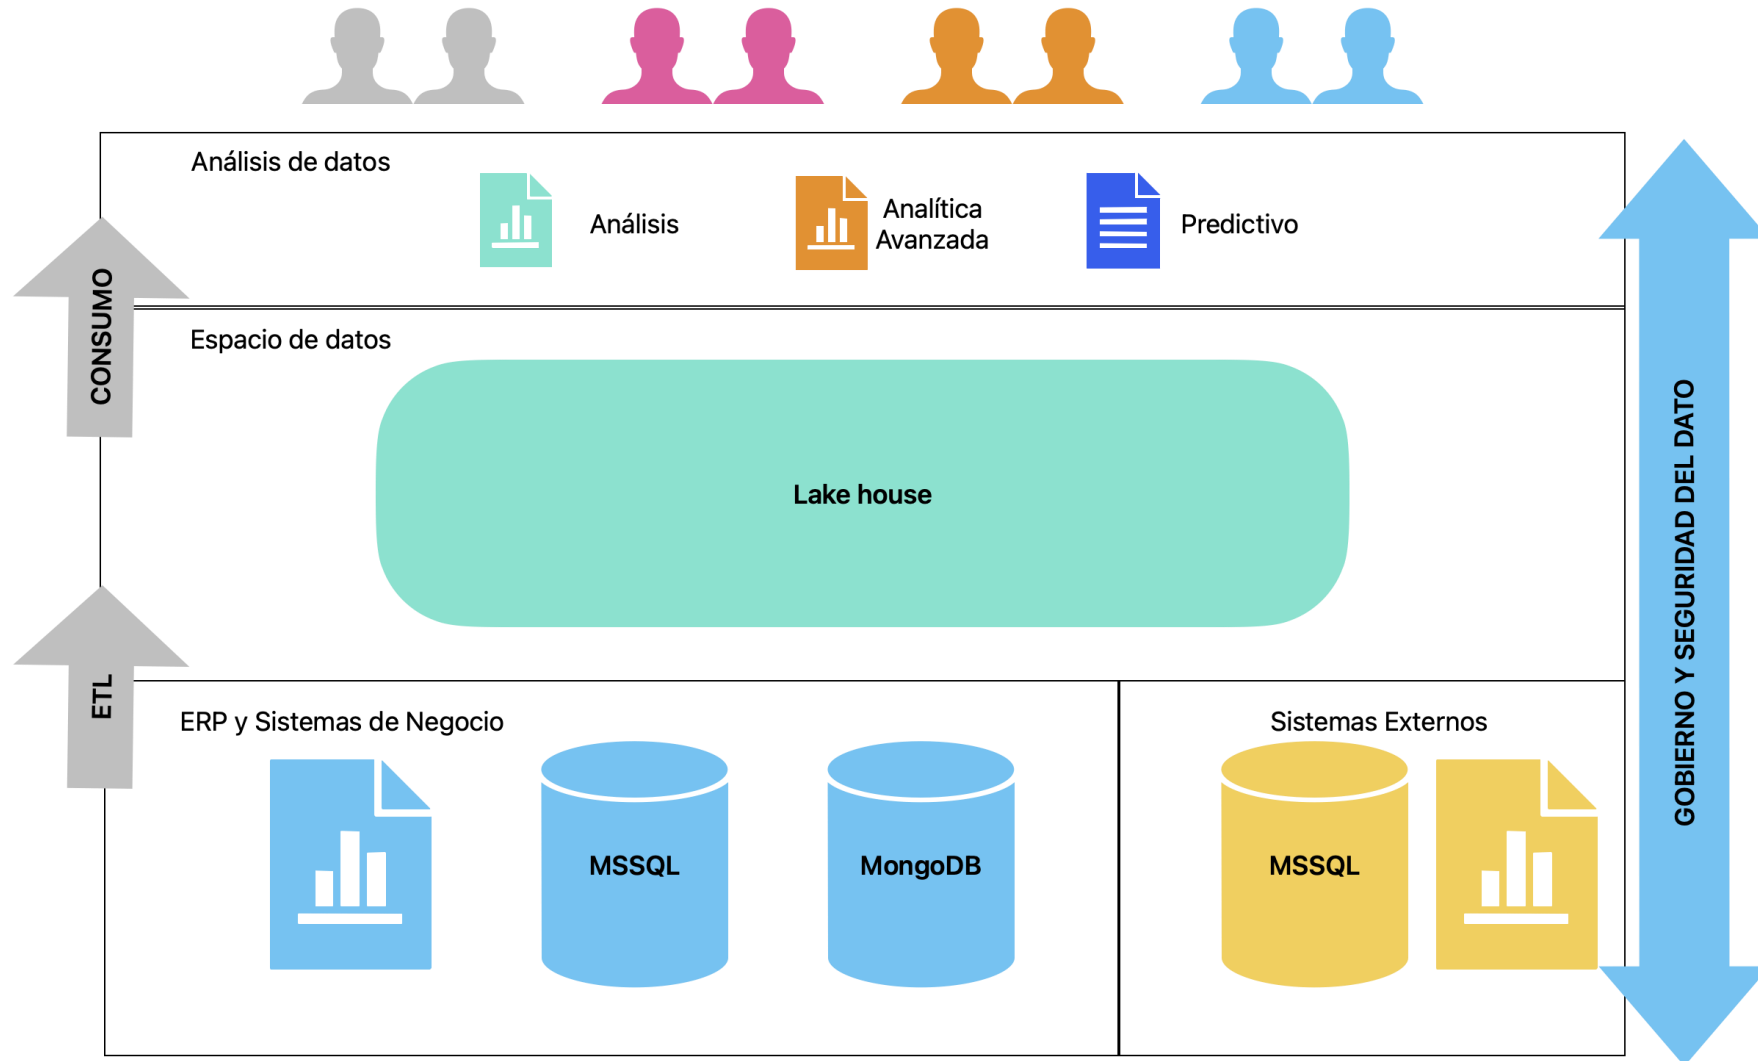 Análisis de datos
Análisis
Analítica
Avanzada
Predictivo
CONSUMO
Espacio de datos
Lake house
GOBIERNO Y SEGURIDAD DEL DATO
ETL
ERP y Sistemas de Negocio
Sistemas Externos
MSSQL
MongoDB
MSSQL